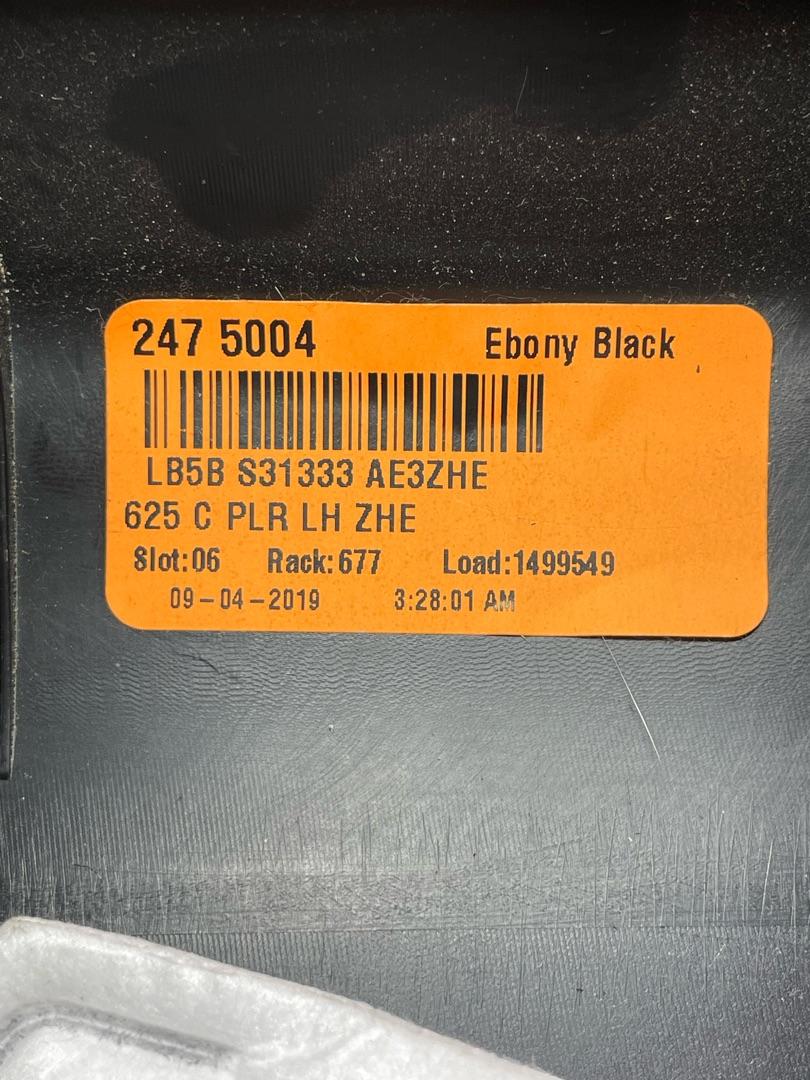 247 5004 Ebony Black
LB5B S31333 AE3ZHE
625 C PLR LH ZHE
Slot:06 Rack:677 Load:1499549
09-04-2019 3:28:01 AM